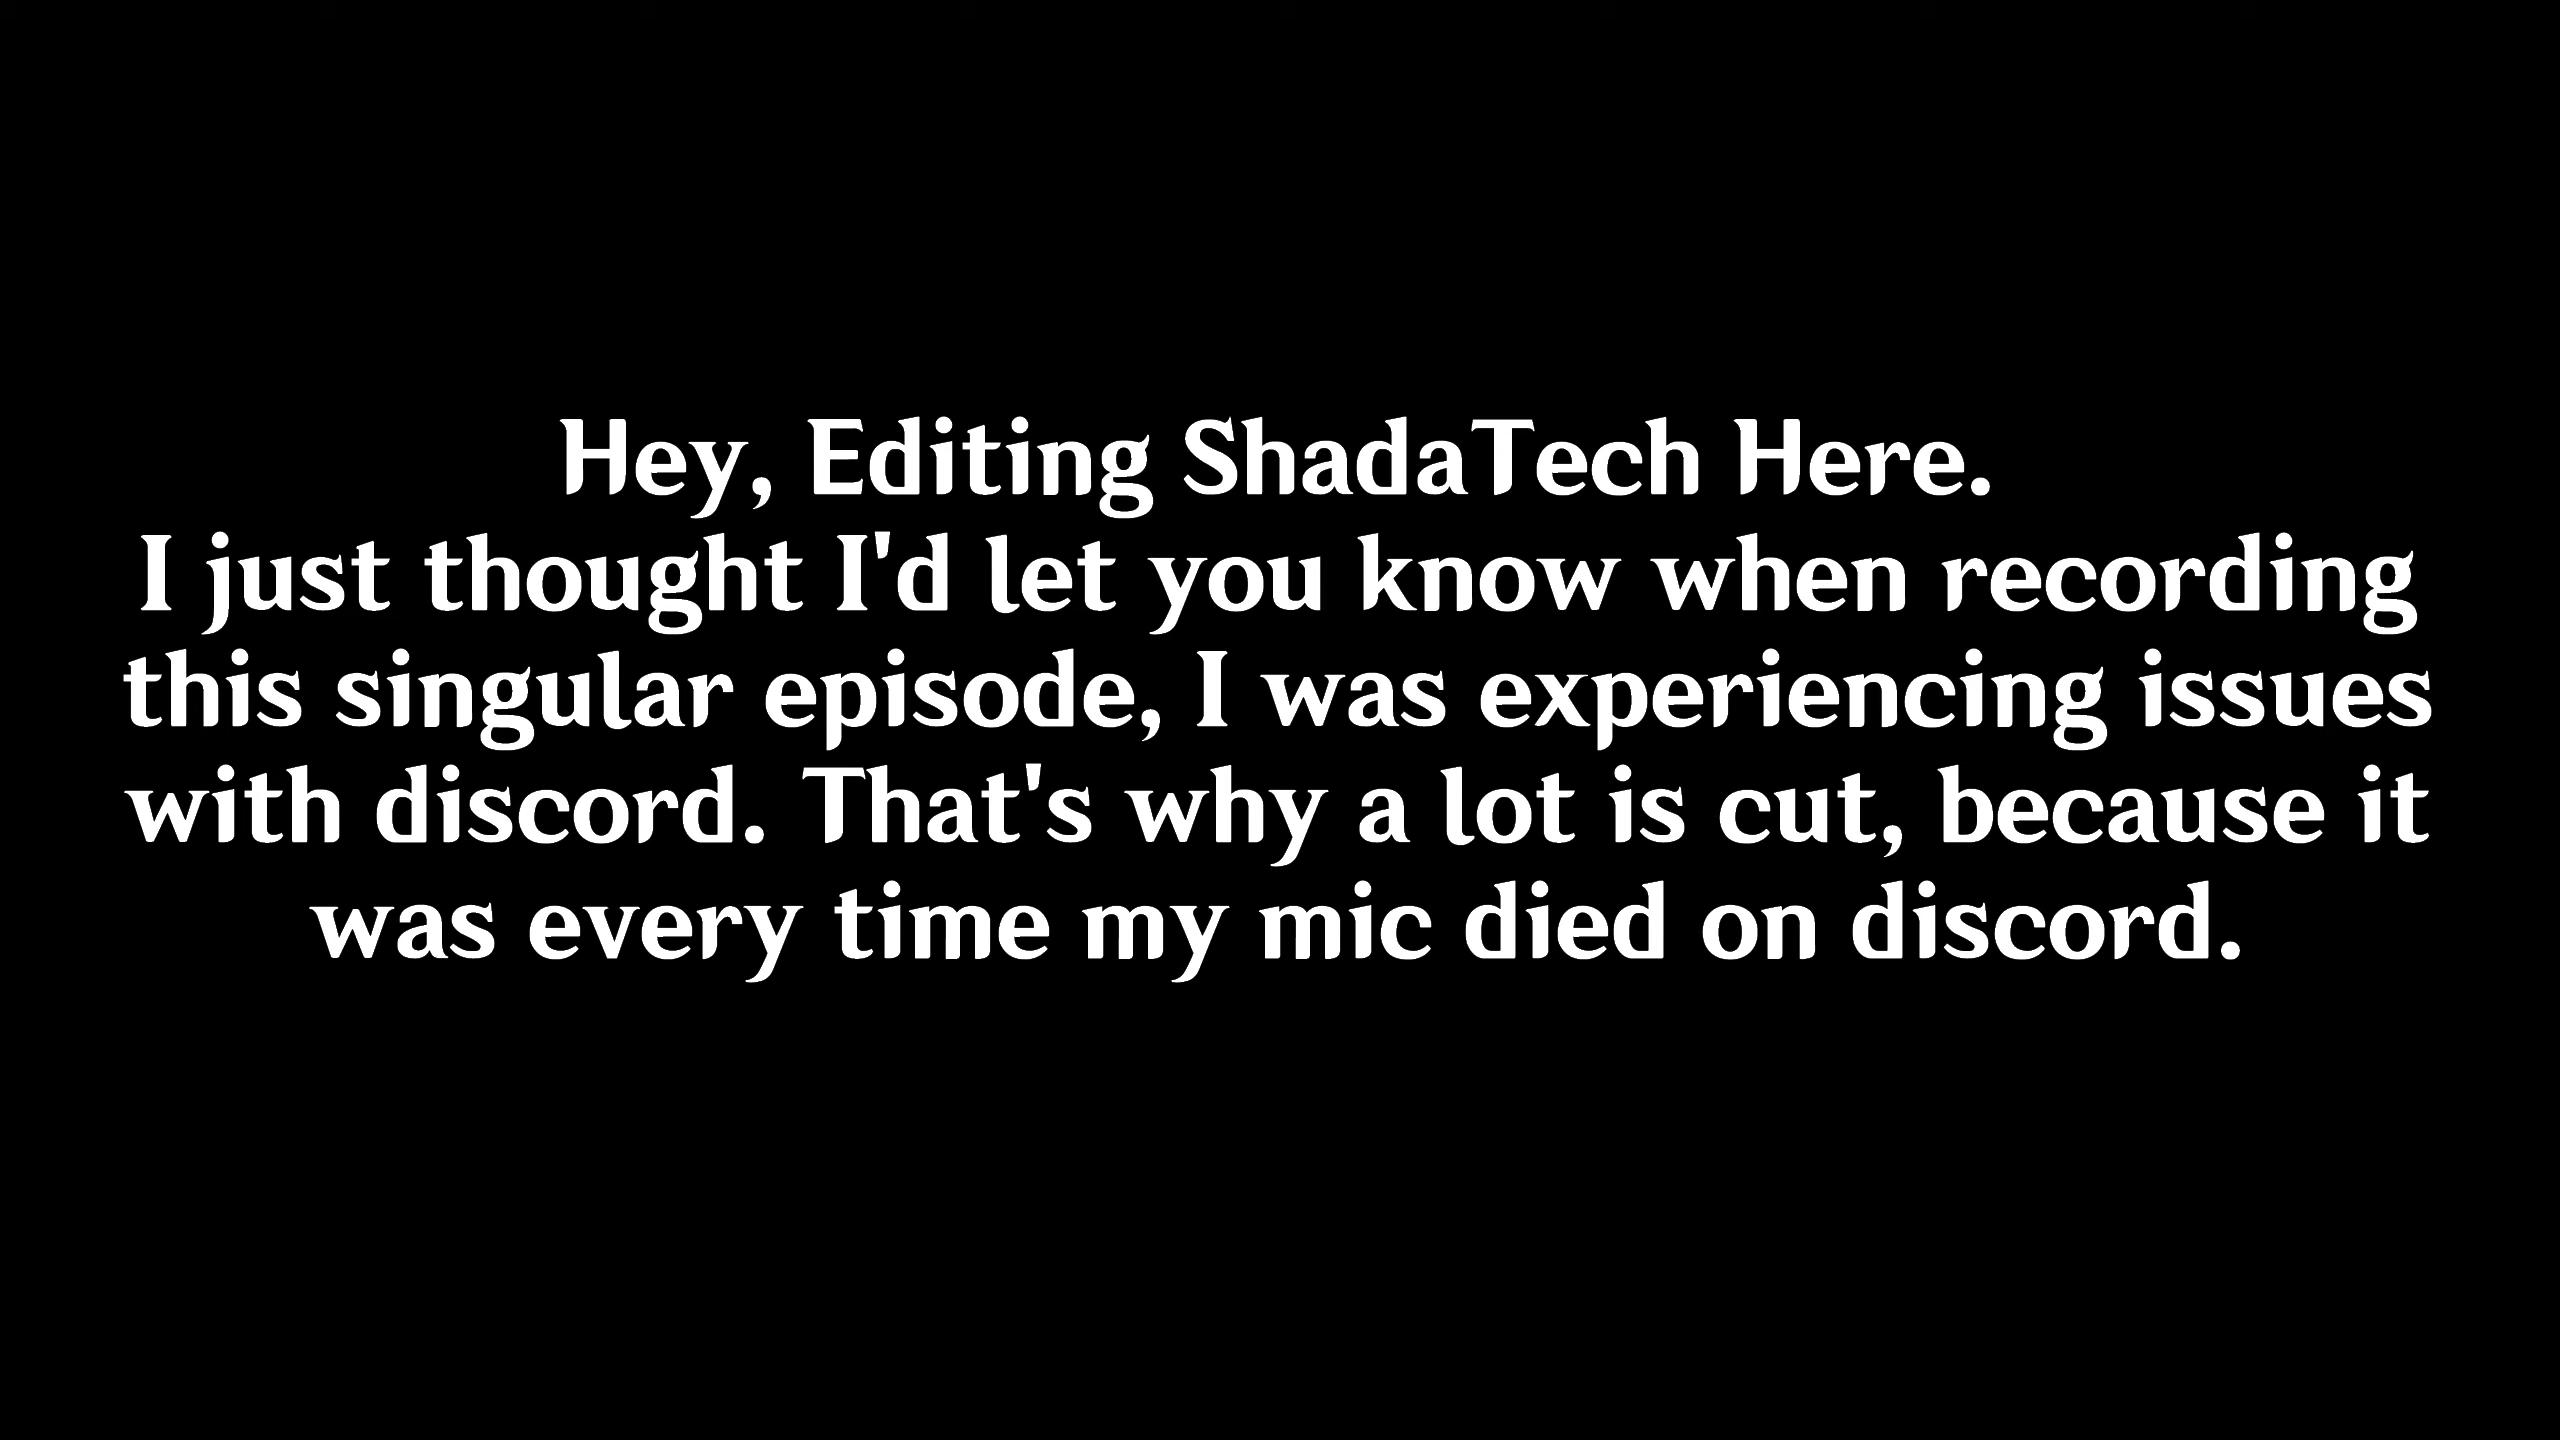 Hey, Editing ShadaTech Here.
I just thought I'd let you know when recording
this singular episode, I was experiencing issues
with discord. That's why a lot is cut, because it
was every time my mic died on discord.